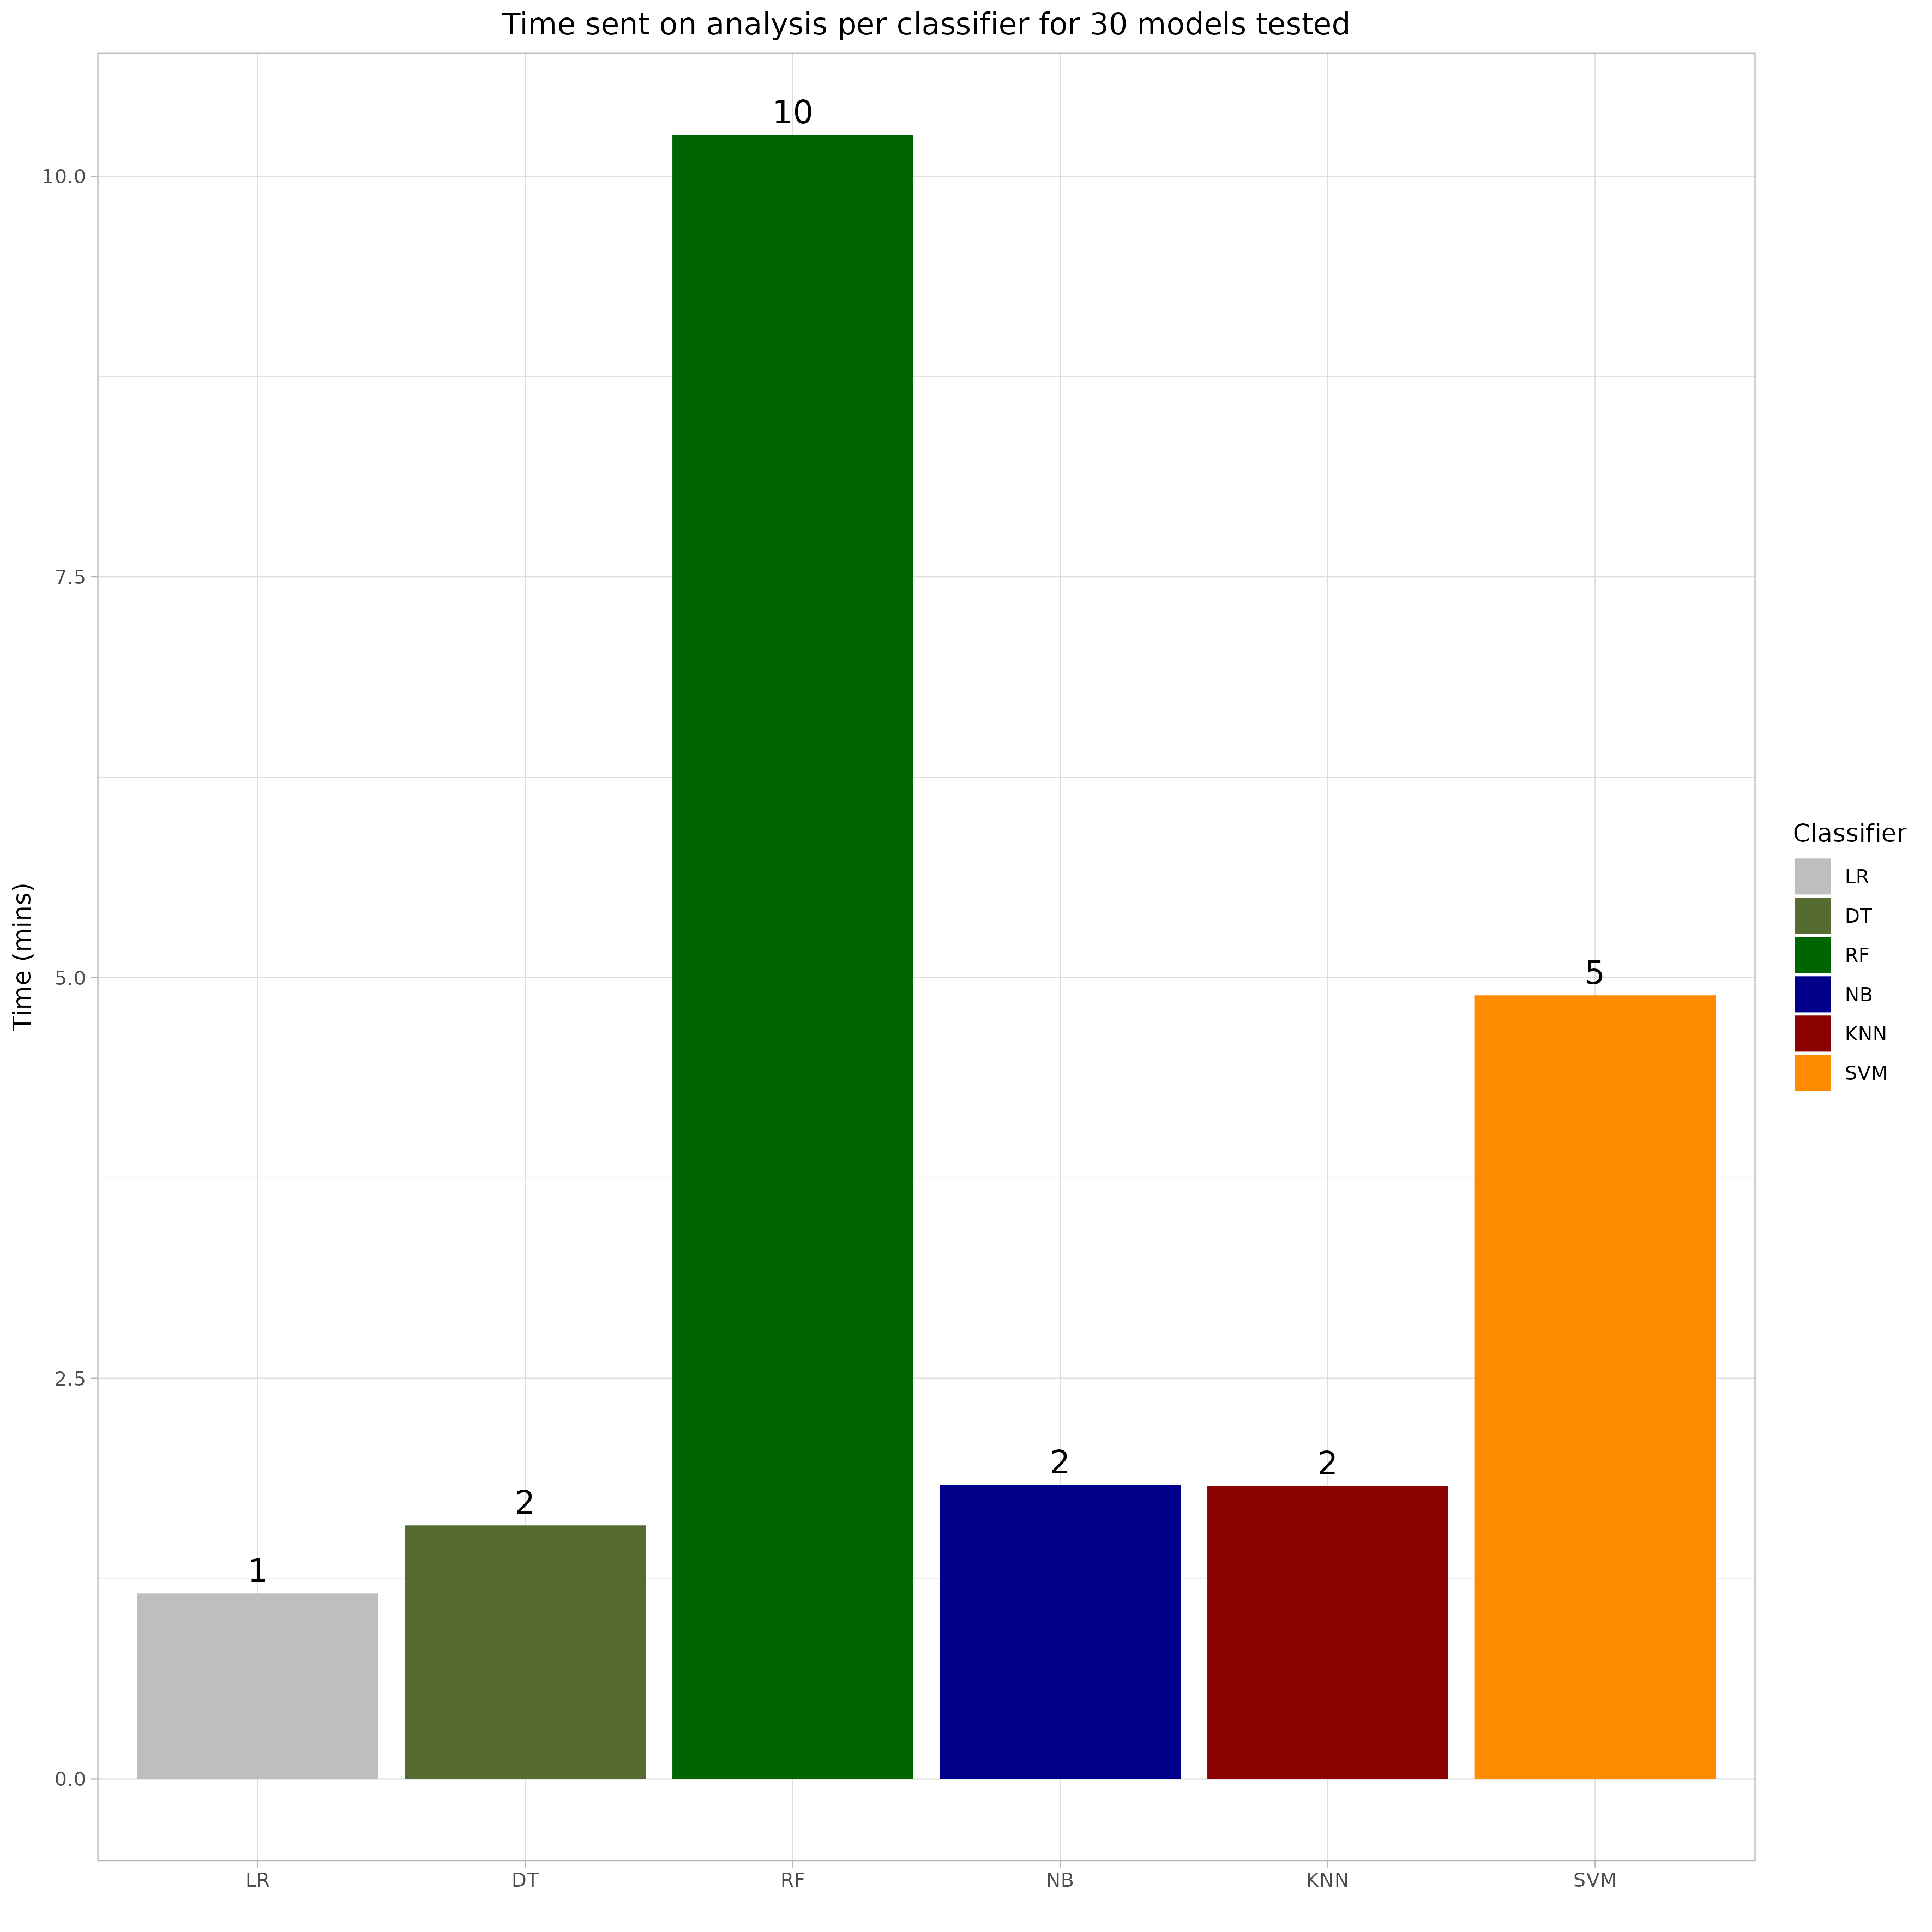 Time sent on analysis per classifier for 30 models tested
10
10.0
7.5
5.0
5
2.5
2
2
2
1
0.0
Time (mins)
LR
DT
RF
NB
KNN
SVM
Classifier
LR
DT
RF
NB
KNN
SVM